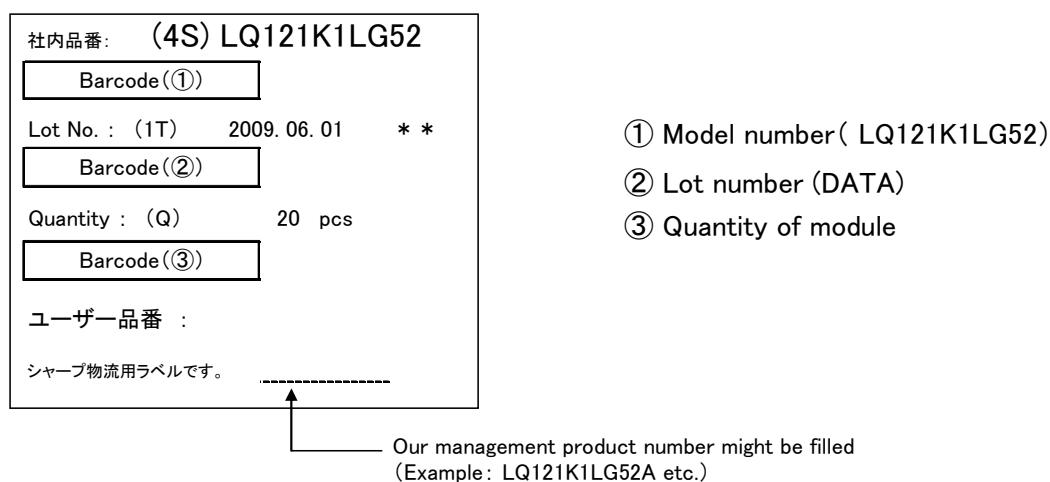 社内品番: (4S) LQ121K1LG52
Barcode(①)
Lot No. : (1T) 2009. 06. 01 * *
Barcode(②)
Quantity : (Q) 20 pcs
Barcode(③)
ユーザー品番 :
シャープ物流用ラベルです。
① Model number( LQ121K1LG52)
② Lot number (DATA)
③ Quantity of module
Our management product number might be filled
(Example: LQ121K1LG52A etc.)